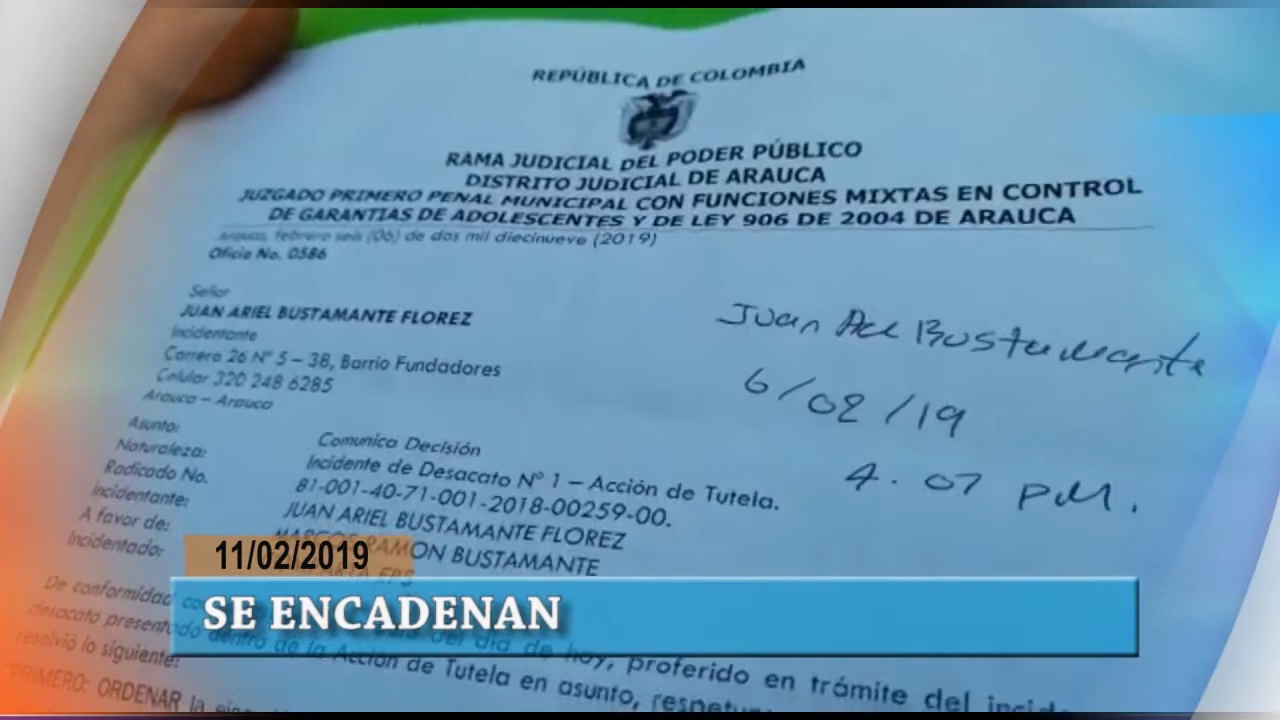 REPÚBLICA DE COLOMBIA
RAMA JUDICIAL DEL PODER PÚBLICO
DISTRITO JUDICIAL DE ARAUCA
JUZGADO PRIMERO PENAL MUNICIPAL CON FUNCIONES MIXTAS EN CONTROL
DE GARANTIAS DE ADOLESCENTES Y DE LEY 906 DE 2004 DE ARAUCA
Arauca, febrero seis (06) de dos mil diecinueve (2019)
Oficio No. 0586
Señor
JUAN ARIEL BUSTAMANTE FLOREZ
Incidentante
Carrera 26 N° 5 – 38, Barrio Fundadores
Celular 320 248 6285
Arauca – Arauca
Juan Bustamante
6/02/19
4.07 PM.
Asunto: Comunica Decisión
Naturaleza: Incidente de Desacato N° 1 – Acción de Tutela.
Radicado No. 81-001-40-71-001-2018-00259-00.
Incidentante: JUAN ARIEL BUSTAMANTE FLOREZ
A favor de: MARCOS RAMON BUSTAMANTE
Incidentado: EPS
11/02/2019
SE ENCADENAN
De conformidad del día de hoy, proferido en trámite del
desacato presentado dentro de la Acción de Tutela en asunto,
resolvió lo siguiente:
PRIMERO: ORDENAR la